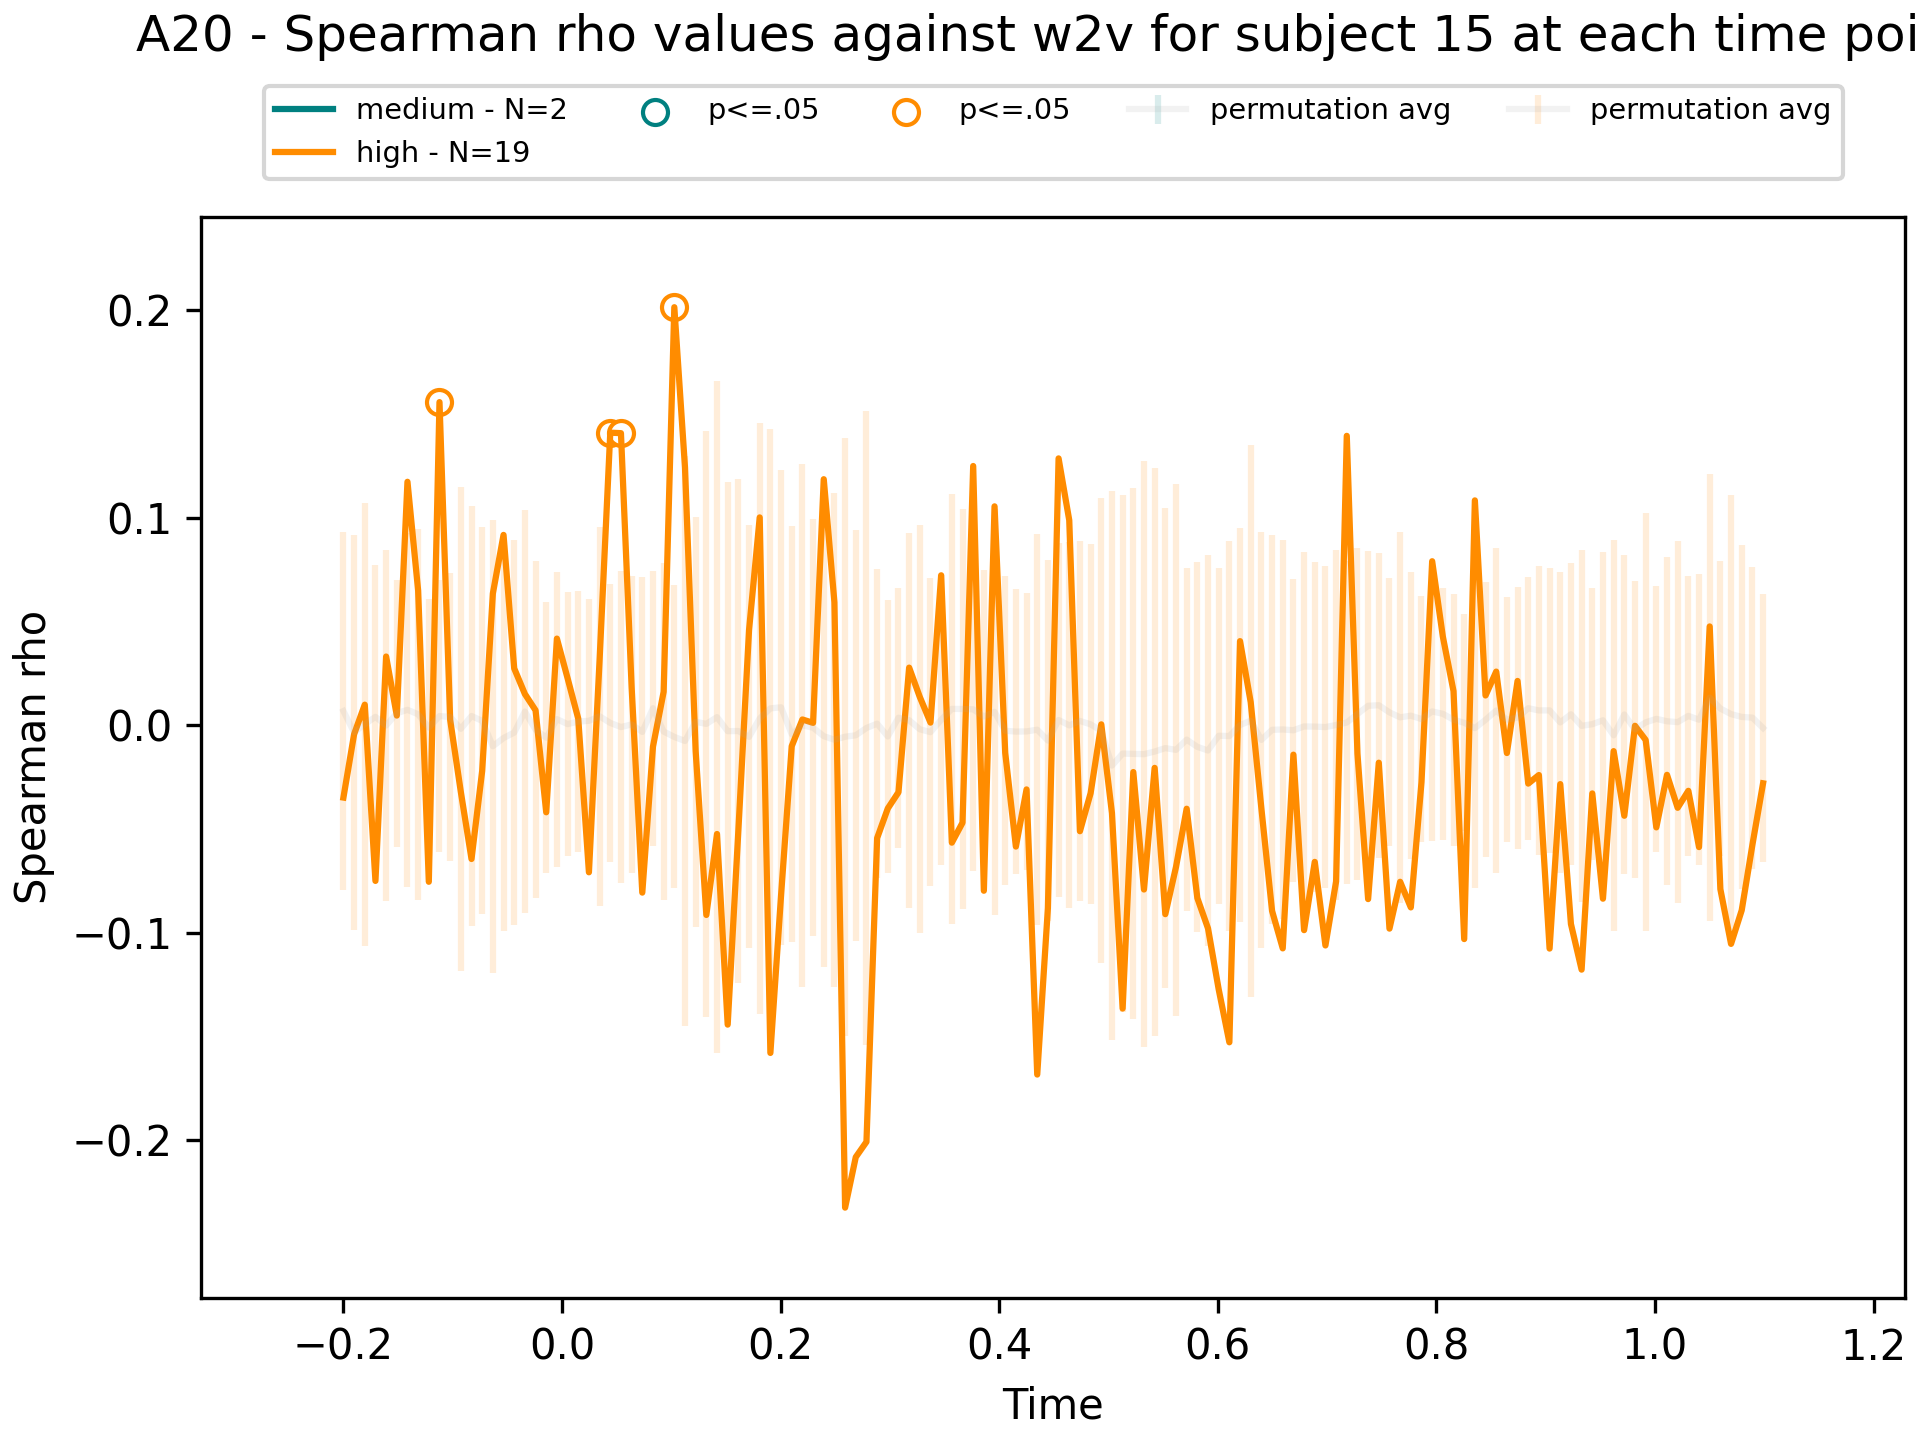 A20 - Spearman rho values against w2v for subject 15 at each time poi
medium - N=2
high - N=19
p<=.05
p<=.05
permutation avg
permutation avg
Spearman rho
0.2
0.1
0.0
−0.1
−0.2
−0.2
0.0
0.2
0.4
0.6
0.8
1.0
1.2
Time